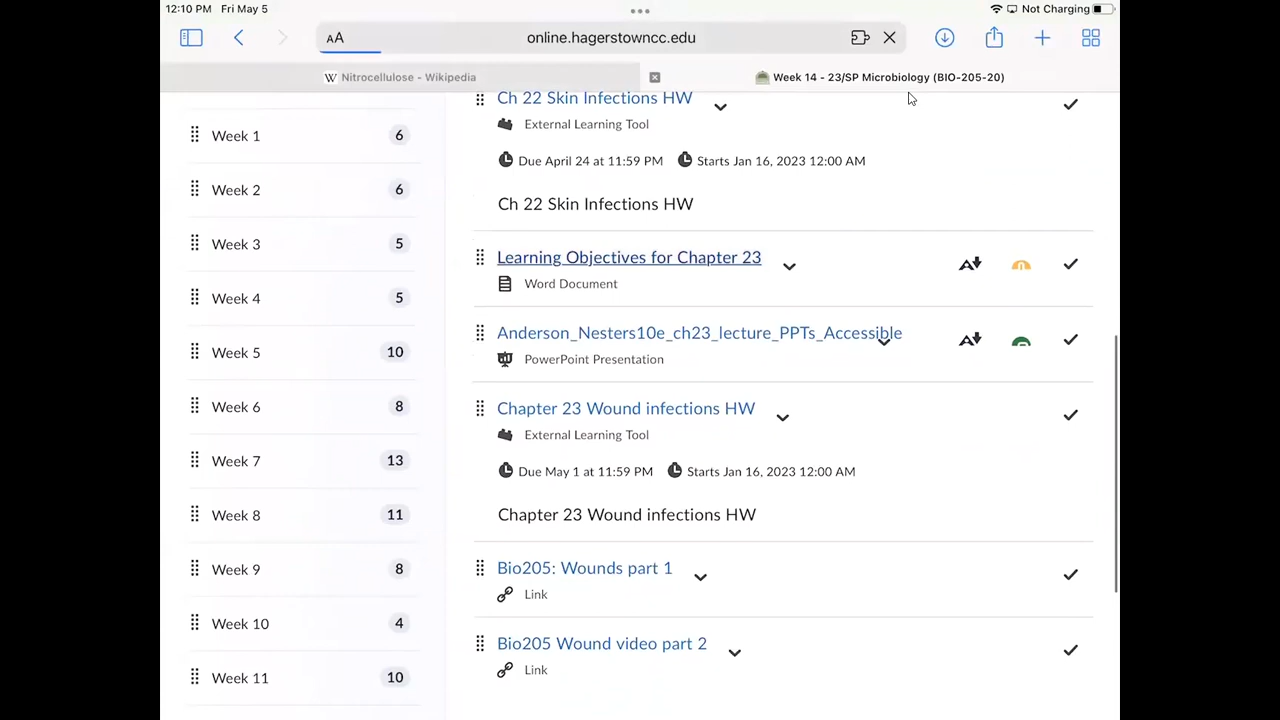 12:10 PM Fri May 5
Not Charging
AA
online.hagerstowncc.edu
W Nitrocellulose - Wikipedia
Week 14 - 23/SP Microbiology (BIO-205-20)
Week 1 6
Week 2 6
Week 3 5
Week 4 5
Week 5 10
Week 6 8
Week 7 13
Week 8 11
Week 9 8
Week 10 4
Week 11 10
Ch 22 Skin Infections HW
External Learning Tool
Due April 24 at 11:59 PM Starts Jan 16, 2023 12:00 AM
Ch 22 Skin Infections HW
Learning Objectives for Chapter 23
Word Document
Anderson_Nesters10e_ch23_lecture_PPTs_Accessible
PowerPoint Presentation
Chapter 23 Wound infections HW
External Learning Tool
Due May 1 at 11:59 PM Starts Jan 16, 2023 12:00 AM
Chapter 23 Wound infections HW
Bio205: Wounds part 1
Link
Bio205 Wound video part 2
Link